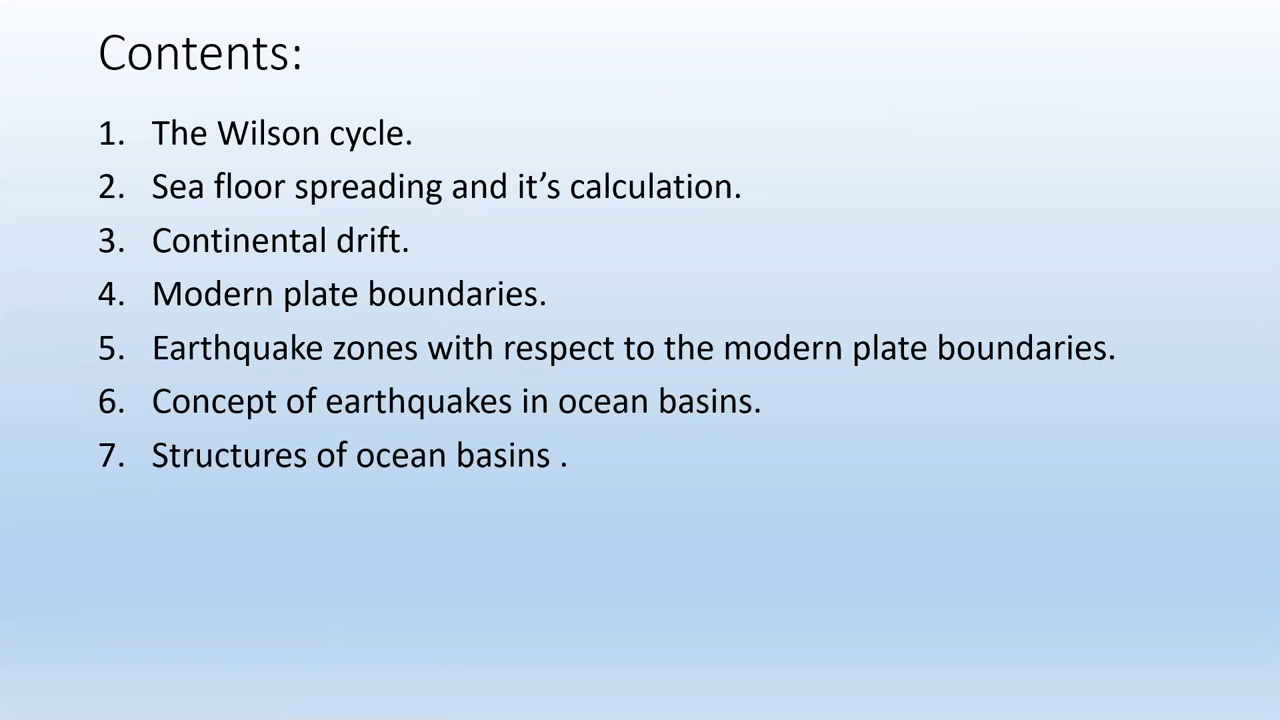 Contents:
1. The Wilson cycle.
2. Sea floor spreading and it’s calculation.
3. Continental drift.
4. Modern plate boundaries.
5. Earthquake zones with respect to the modern plate boundaries.
6. Concept of earthquakes in ocean basins.
7. Structures of ocean basins .